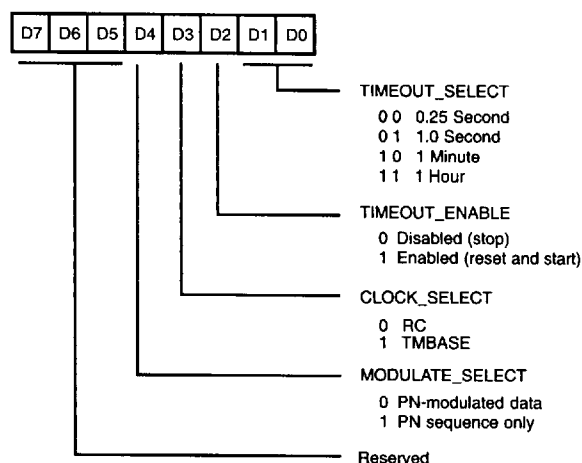 D7 D6 D5 D4 D3 D2 D1 D0
TIMEOUT_SELECT
0 0 0.25 Second
0 1 1.0 Second
1 0 1 Minute
1 1 1 Hour
TIMEOUT_ENABLE
0 Disabled (stop)
1 Enabled (reset and start)
CLOCK_SELECT
0 RC
1 TMBASE
MODULATE_SELECT
0 PN-modulated data
1 PN sequence only
Reserved